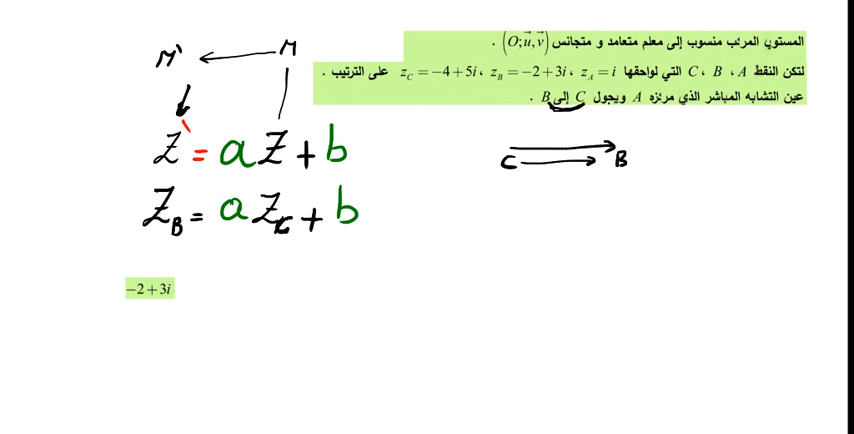 المستوي المركب منسوب إلى معلم متعامد و متجانس (O;u⃗,v⃗) .
لتكن النقط A ، B ، C التي لواحقها z_A = i ، z_B = −2+3i ، z_C = −4+5i على الترتيب .
عين التشابه المباشر الذي مركزه A ويحول C إلى B .
M' ← M
Z' = aZ + b
C → B
Z_B = aZ_C + b
−2+3i